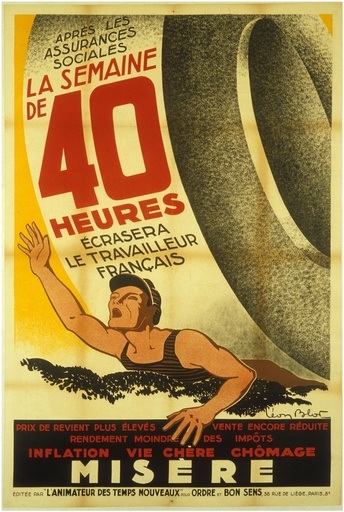 APRÈS LES
ASSURANCES
SOCIALES
LA SEMAINE
DE 40
HEURES
ÉCRASERA
LE TRAVAILLEUR
FRANÇAIS
Léon Blot
PRIX DE REVIENT PLUS ÉLEVÉS VENTE ENCORE RÉDUITE
RENDEMENT MOINDRE DES IMPÔTS
INFLATION VIE CHÈRE CHÔMAGE
MISÈRE
ÉDITÉE PAR "L'ANIMATEUR DES TEMPS NOUVEAUX" POUR ORDRE ET BON SENS, 38 RUE DE LIÈGE, PARIS.8e